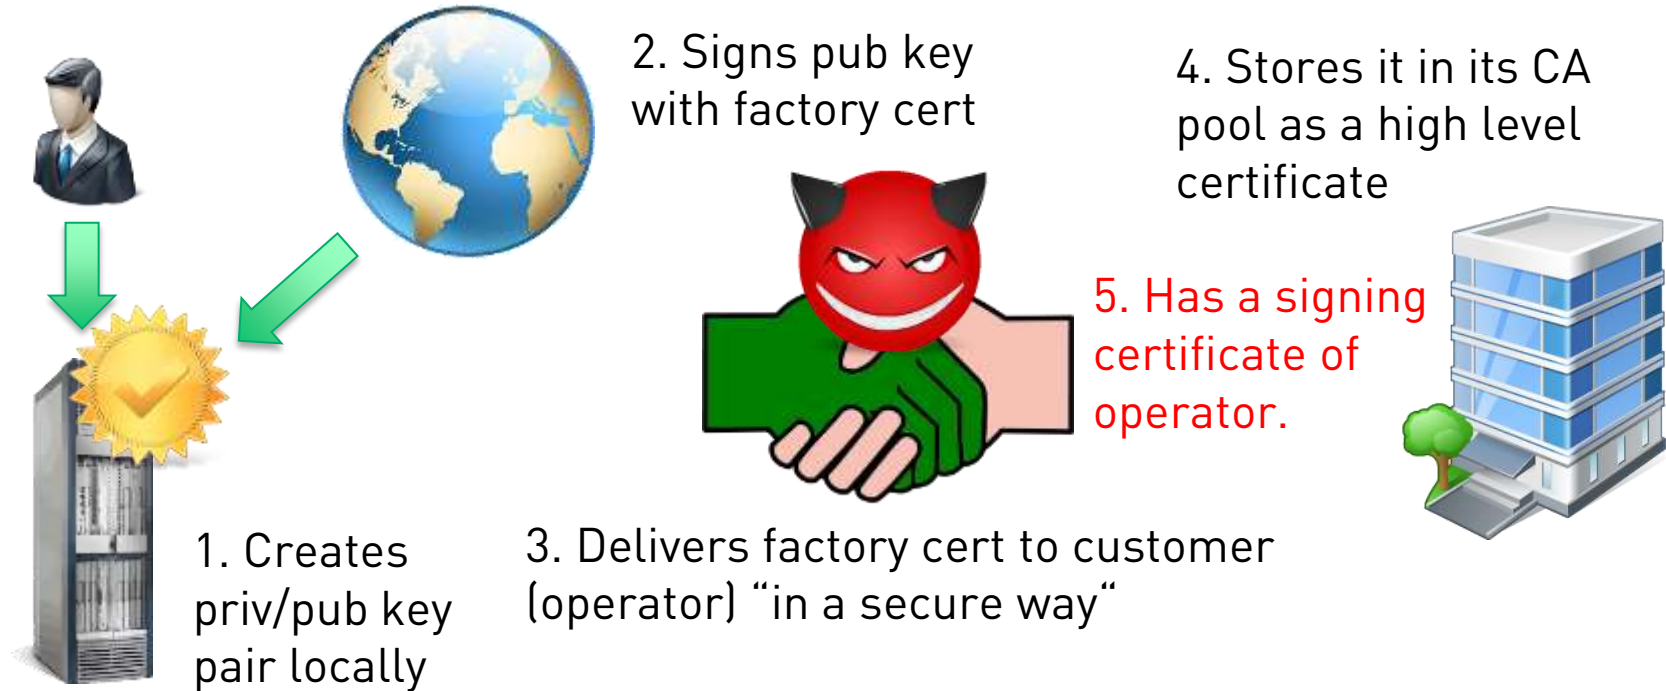 1. Creates
priv/pub key
pair locally
2. Signs pub key
with factory cert
3. Delivers factory cert to customer
(operator) “in a secure way“
4. Stores it in its CA
pool as a high level
certificate
5. Has a signing
certificate of
operator.